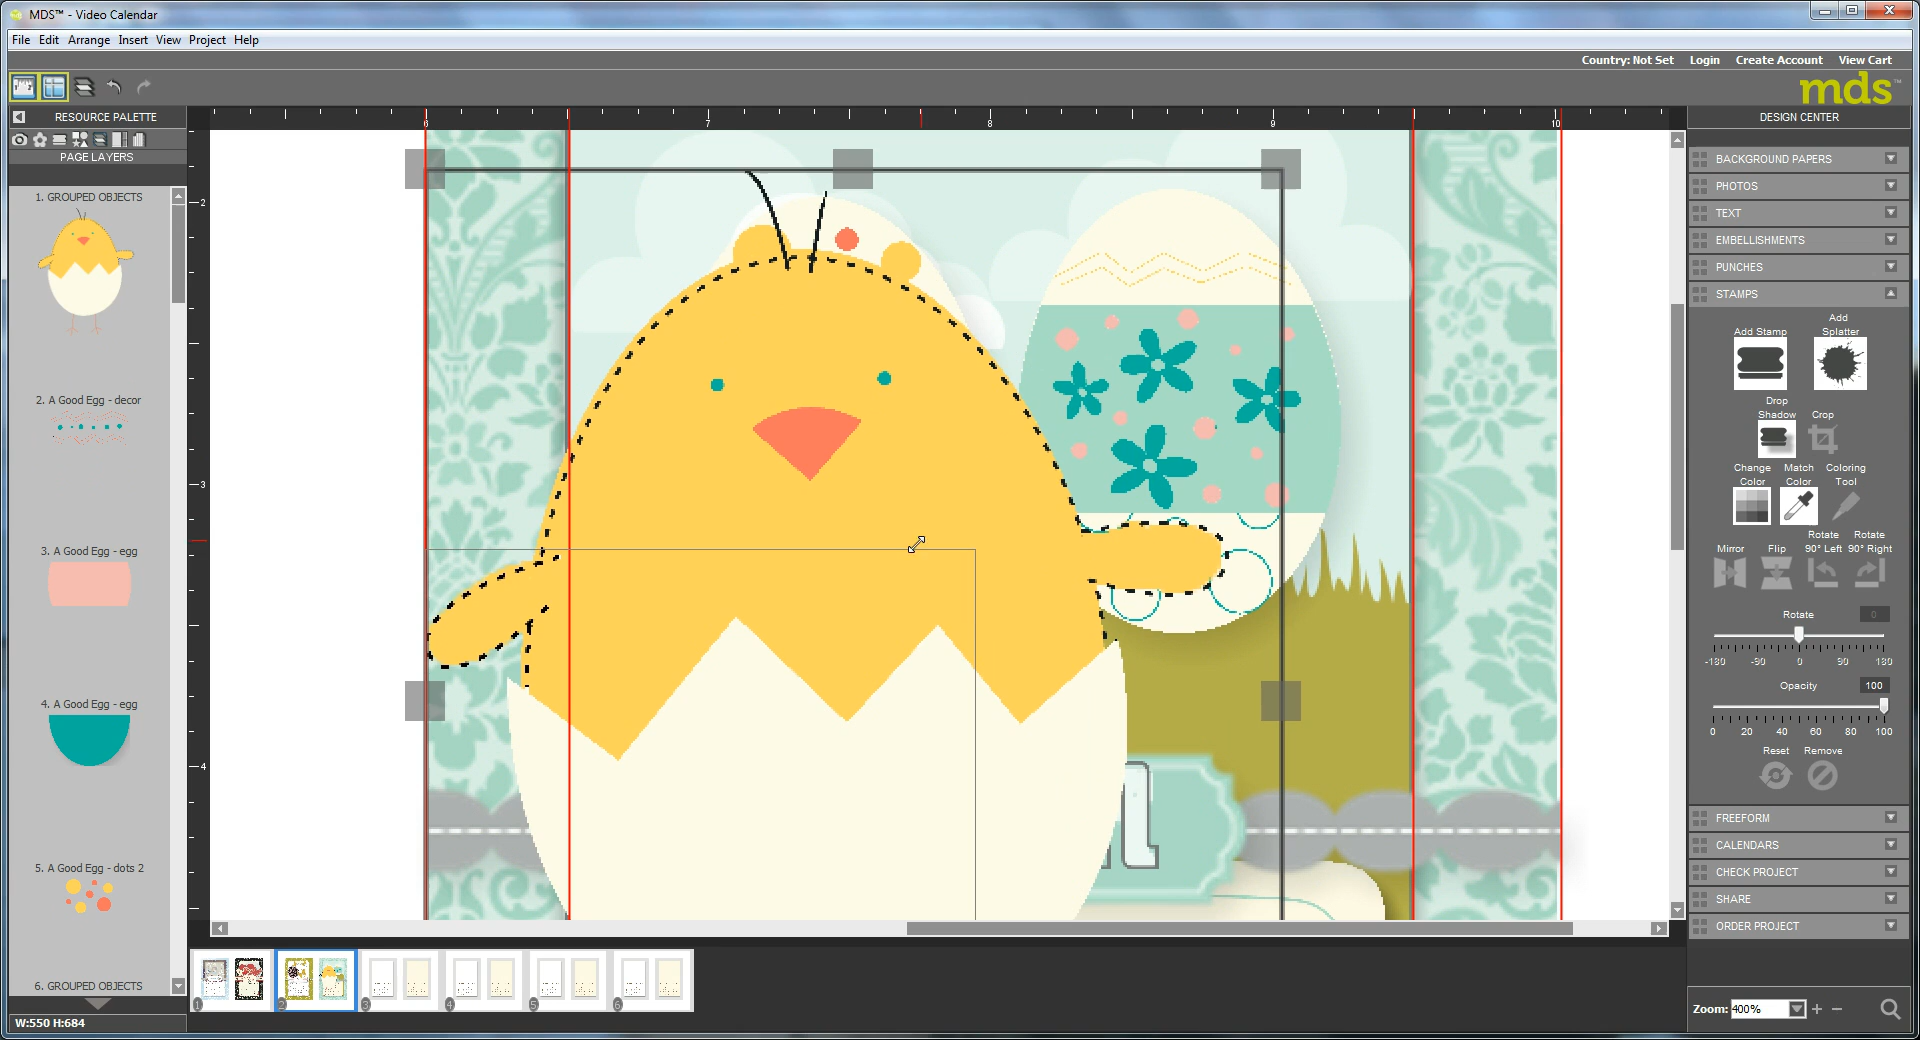 MDS™ - Video Calendar
File Edit Arrange Insert View Project Help
Country: Not Set Login Create Account View Cart
mds™
RESOURCE PALETTE
PAGE LAYERS
1. GROUPED OBJECTS
2. A Good Egg - decor
3. A Good Egg - egg
4. A Good Egg - egg
5. A Good Egg - dots 2
6. GROUPED OBJECTS
W:550 H:684
6 7 8 9 10
2
3
4
1 2 3 4 5 6
DESIGN CENTER
BACKGROUND PAPERS
PHOTOS
TEXT
EMBELLISHMENTS
PUNCHES
STAMPS
Add Stamp
Add Splatter
Drop Shadow
Crop
Change Color
Match Color
Coloring Tool
Mirror
Flip
Rotate 90° Left
Rotate 90° Right
Rotate 0
-180 -90 0 90 180
Opacity 100
0 20 40 60 80 100
Reset Remove
FREEFORM
CALENDARS
CHECK PROJECT
SHARE
ORDER PROJECT
Zoom: 400%